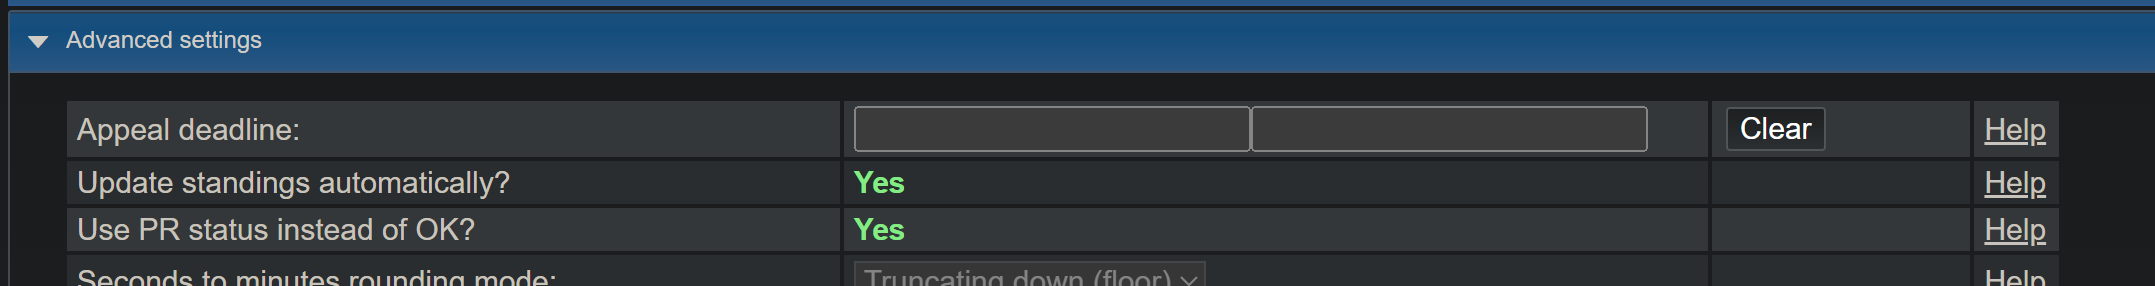 Advanced settings
Appeal deadline: Clear Help
Update standings automatically? Yes Help
Use PR status instead of OK? Yes Help
Seconds to minutes rounding mode: Truncating down (floor) Help